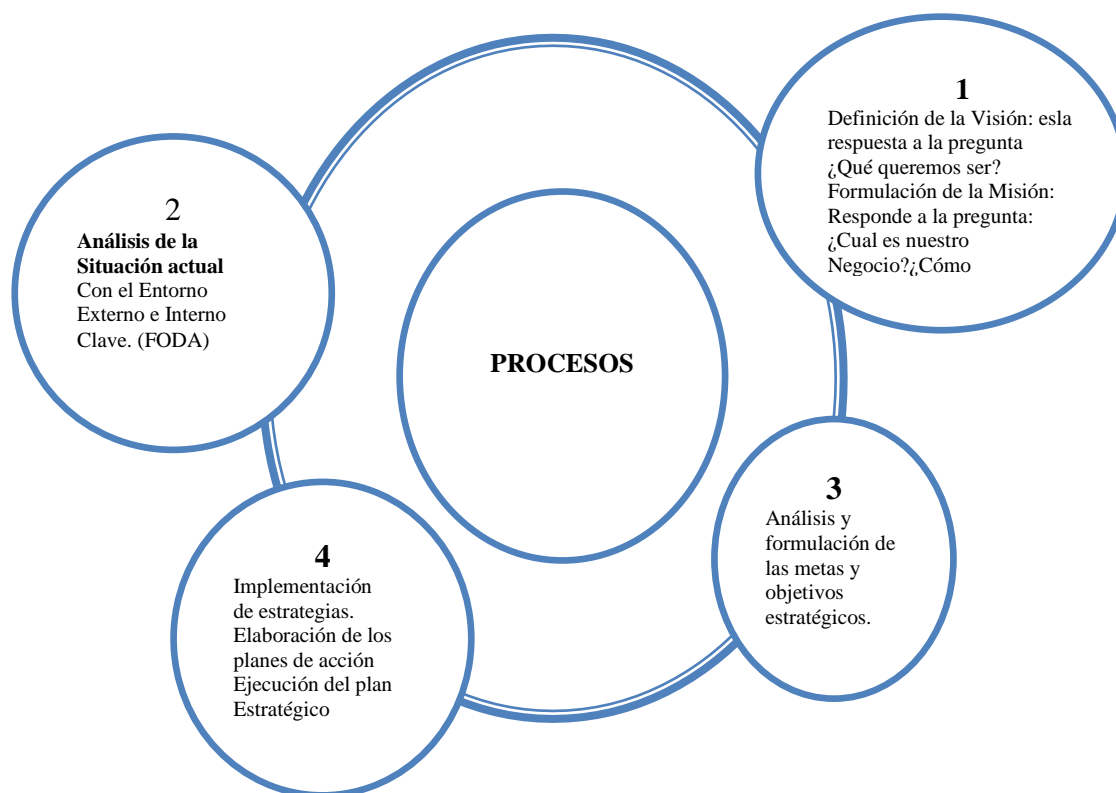 1
Definición de la Visión: esla
respuesta a la pregunta
¿Qué queremos ser?
Formulación de la Misión:
Responde a la pregunta:
¿Cual es nuestro
Negocio?¿Cómo
2
Análisis de la
Situación actual
Con el Entorno
Externo e Interno
Clave. (FODA)
PROCESOS
3
Análisis y
formulación de
las metas y
objetivos
estratégicos.
4
Implementación
de estrategias.
Elaboración de los
planes de acción
Ejecución del plan
Estratégico